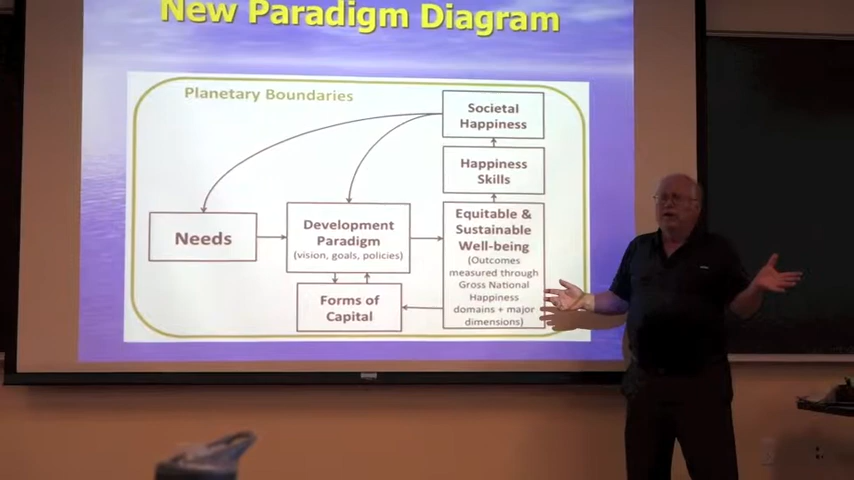 New Paradigm Diagram
Planetary Boundaries
Societal
Happiness
Happiness
Skills
Needs
Development
Paradigm
(vision, goals, policies)
Equitable &
Sustainable
Well-being
(Outcomes
measured through
Gross National
Happiness
domains + major
dimensions)
Forms of
Capital